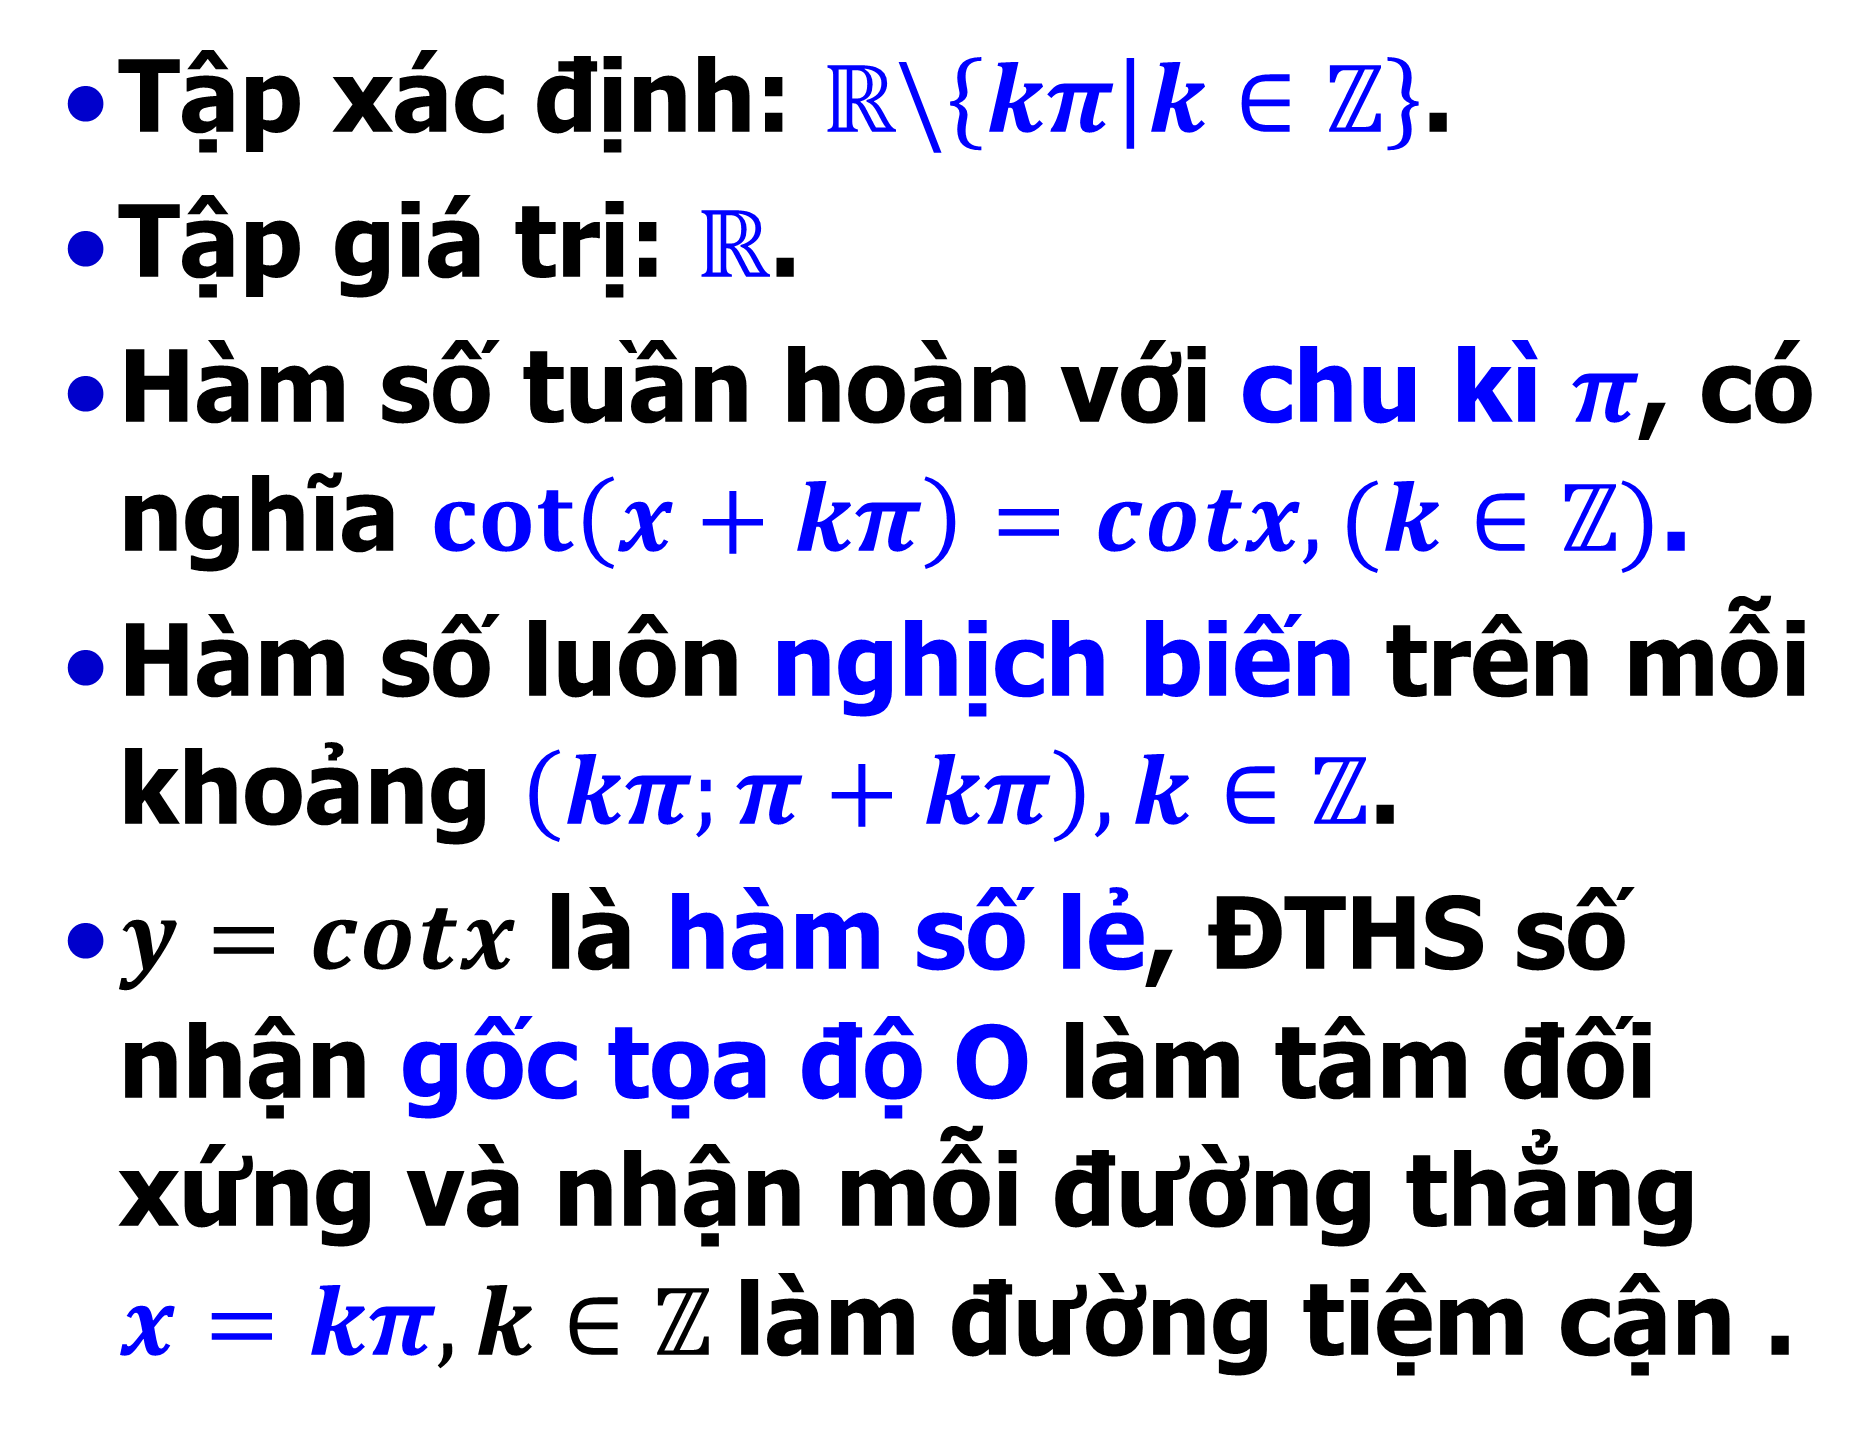 • Tập xác định: ℝ\{kπ|k ∈ ℤ}.
• Tập giá trị: ℝ.
• Hàm số tuần hoàn với chu kì π, có
nghĩa cot(x + kπ) = cotx, (k ∈ ℤ).
• Hàm số luôn nghịch biến trên mỗi
khoảng (kπ; π + kπ), k ∈ ℤ.
• y = cotx là hàm số lẻ, ĐTHS số
nhận gốc tọa độ O làm tâm đối
xứng và nhận mỗi đường thẳng
x = kπ, k ∈ ℤ làm đường tiệm cận .